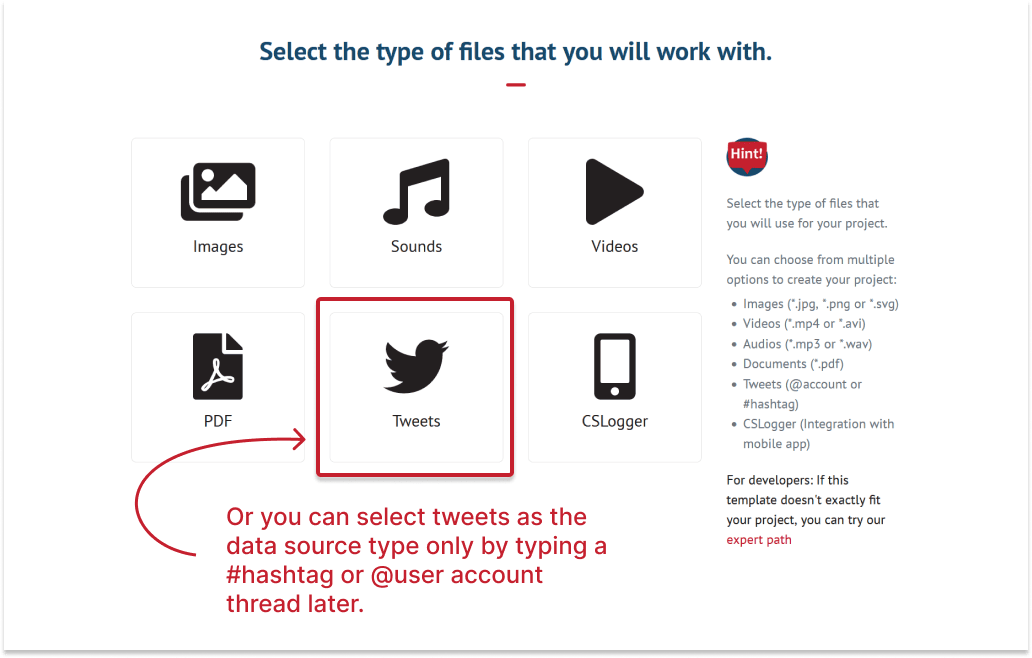 Select the type of files that you will work with.
Images
Sounds
Videos
PDF
Tweets
CSLogger
Or you can select tweets as the
data source type only by typing a
#hashtag or @user account
thread later.
Hint!
Select the type of files that
you will use for your project.
You can choose from multiple
options to create your project:
• Images (*.jpg, *.png or *.svg)
• Videos (*.mp4 or *.avi)
• Audios (*.mp3 or *.wav)
• Documents (*.pdf)
• Tweets (@account or
#hashtag)
• CSLogger (Integration with
mobile app)
For developers: If this
template doesn't exactly fit
your project, you can try our
expert path